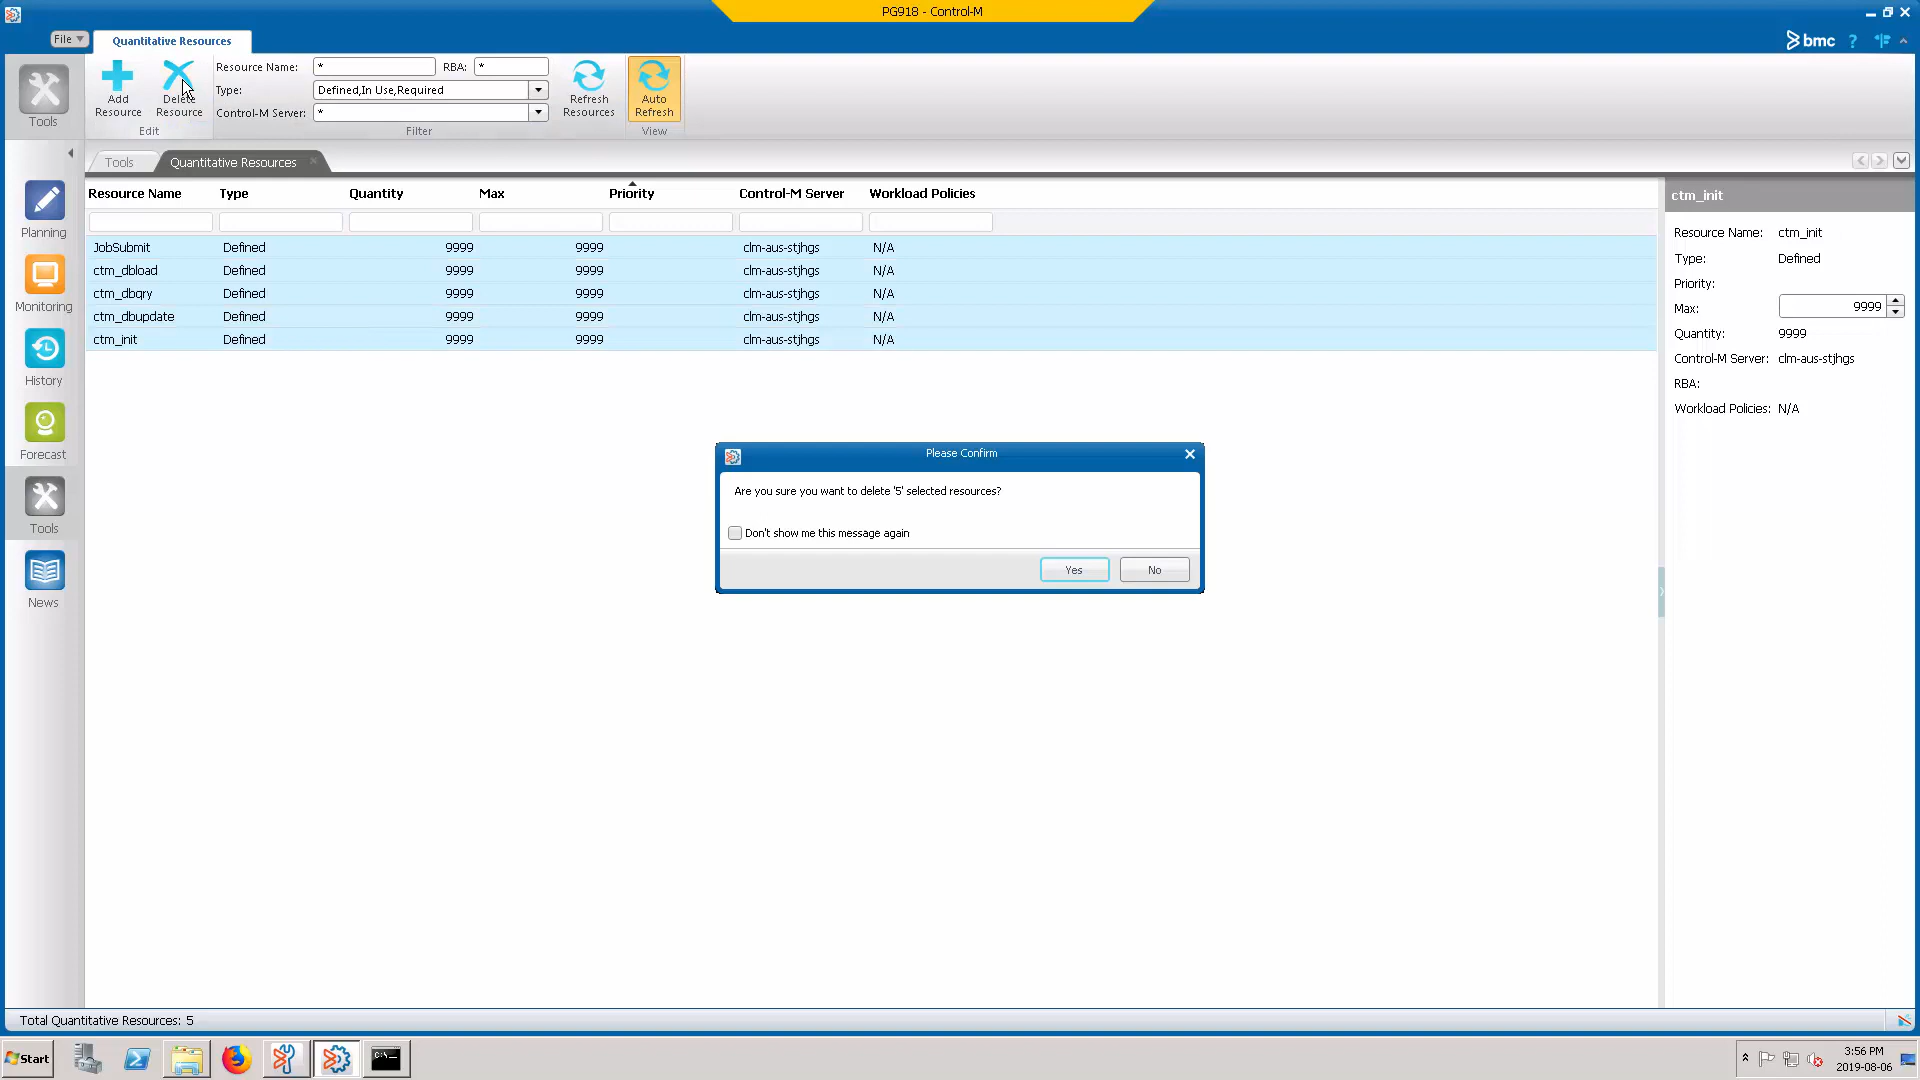 PG918 - Control-M
File
Quantitative Resources
bmc
?
Tools
Add Resource
Delete Resource
Edit
Resource Name: *
RBA: *
Type: Defined,In Use,Required
Control-M Server: *
Filter
Refresh Resources
Auto Refresh
View
Tools
Quantitative Resources
Planning
Monitoring
History
Forecast
Tools
News
Resource Name Type Quantity Max Priority Control-M Server Workload Policies
JobSubmit Defined 9999 9999 clm-aus-stjhgs N/A
ctm_dbload Defined 9999 9999 clm-aus-stjhgs N/A
ctm_dbqry Defined 9999 9999 clm-aus-stjhgs N/A
ctm_dbupdate Defined 9999 9999 clm-aus-stjhgs N/A
ctm_init Defined 9999 9999 clm-aus-stjhgs N/A
ctm_init
Resource Name: ctm_init
Type: Defined
Priority:
Max: 9999
Quantity: 9999
Control-M Server: clm-aus-stjhgs
RBA:
Workload Policies: N/A
Please Confirm
Are you sure you want to delete '5' selected resources?
Don't show me this message again
Yes
No
Total Quantitative Resources: 5
Start
C:\_
3:56 PM
2019-08-06